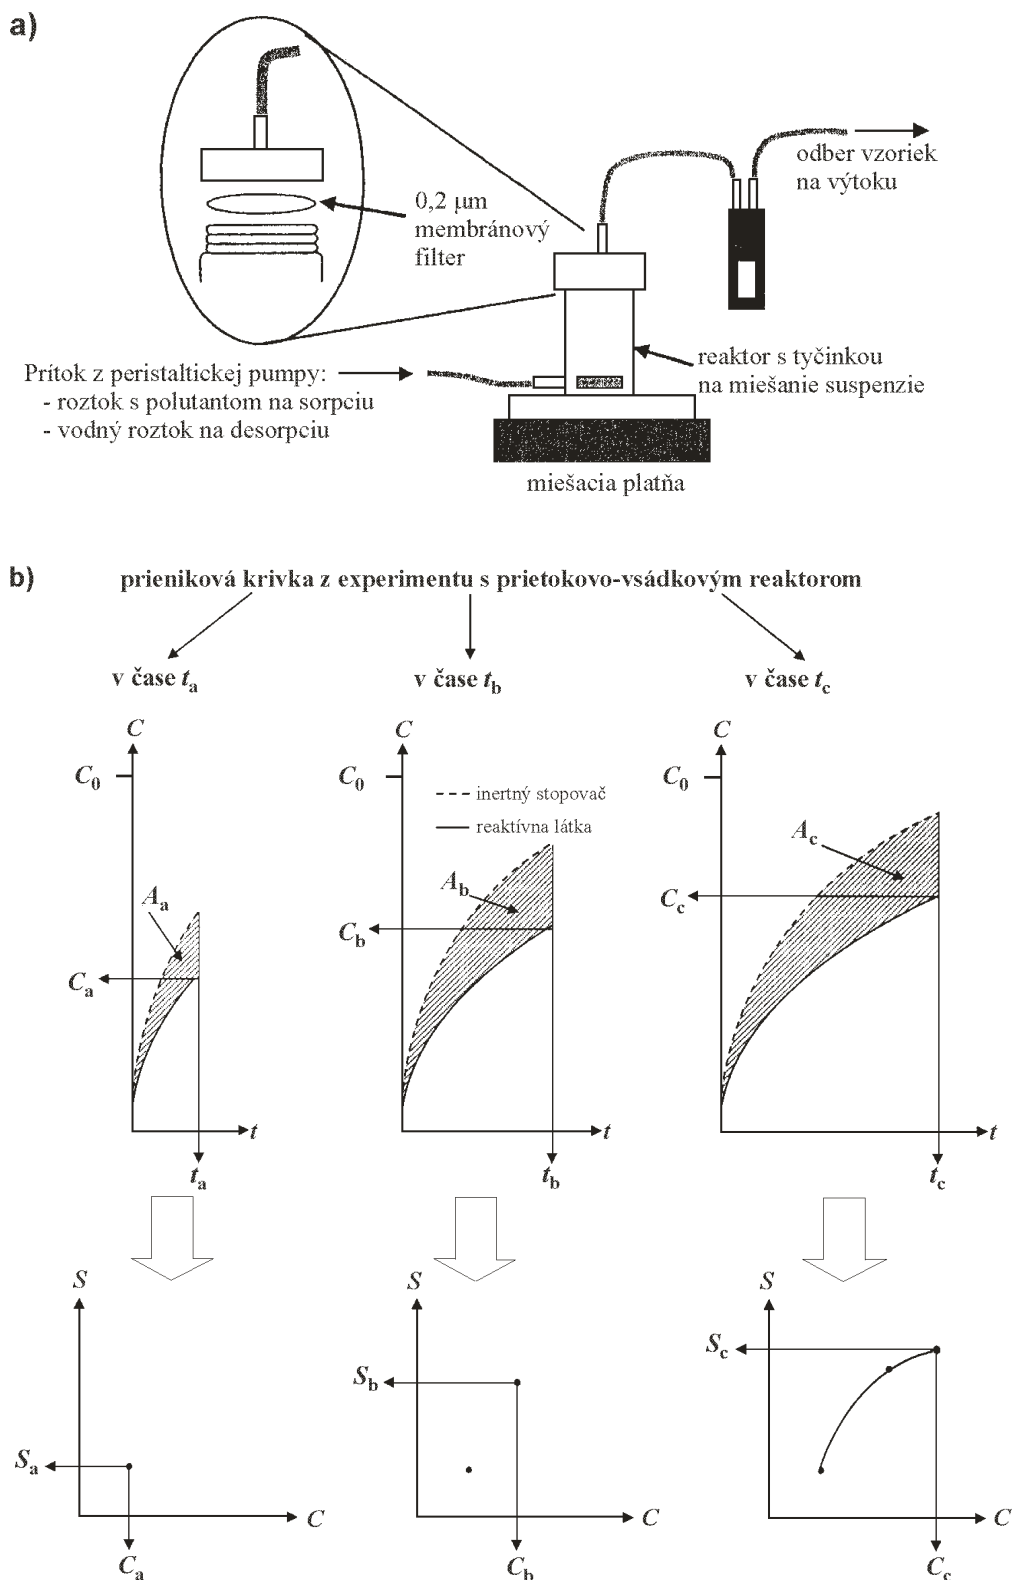 a)
0,2 μm
membránový
filter
odber vzoriek
na výtoku
reaktor s tyčinkou
na miešanie suspenzie
Prítok z peristaltickej pumpy:
- roztok s polutantom na sorpciu
- vodný roztok na desorpciu
miešacia platňa
b)
prieniková krivka z experimentu s prietokovo-vsádkovým reaktorom
v čase ta
v čase tb
v čase tc
C
C0
Aa
Ca
t
ta
C
C0
inertný stopovač
reaktívna látka
Ab
Cb
t
tb
C
C0
Ac
Cc
t
tc
S
Sa
C
Ca
S
Sb
C
Cb
S
Sc
C
Cc